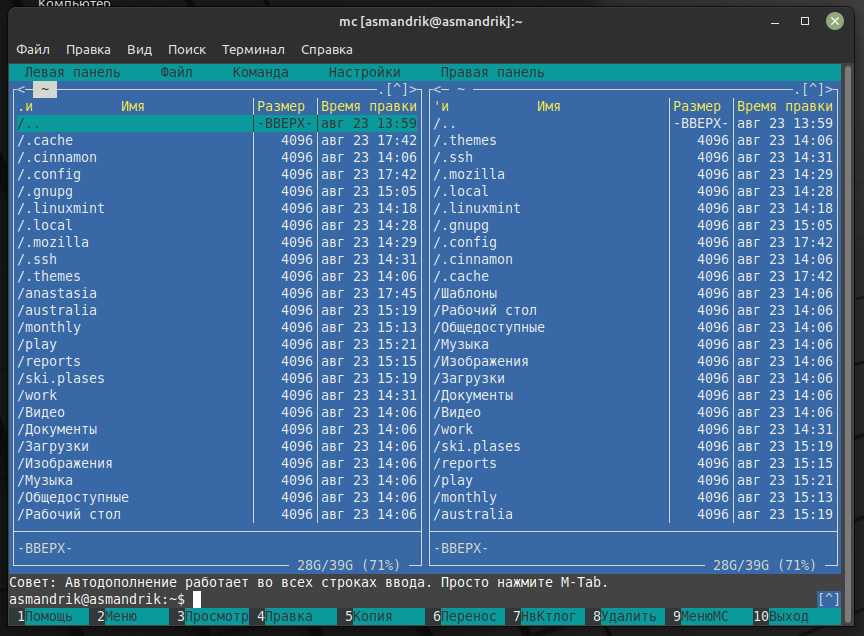 Компьютер
mc [asmandrik@asmandrik]:~
Файл Правка Вид Поиск Терминал Справка
Левая панель Файл Команда Настройки Правая панель
<─ ~ ─.[^]>
.и Имя Размер Время правки
/.. -ВВЕРХ- авг 23 13:59
/.cache 4096 авг 23 17:42
/.cinnamon 4096 авг 23 14:06
/.config 4096 авг 23 17:42
/.gnupg 4096 авг 23 15:05
/.linuxmint 4096 авг 23 14:18
/.local 4096 авг 23 14:28
/.mozilla 4096 авг 23 14:29
/.ssh 4096 авг 23 14:31
/.themes 4096 авг 23 14:06
/anastasia 4096 авг 23 17:45
/australia 4096 авг 23 15:19
/monthly 4096 авг 23 15:13
/play 4096 авг 23 15:21
/reports 4096 авг 23 15:15
/ski.plases 4096 авг 23 15:19
/work 4096 авг 23 14:31
/Видео 4096 авг 23 14:06
/Документы 4096 авг 23 14:06
/Загрузки 4096 авг 23 14:06
/Изображения 4096 авг 23 14:06
/Музыка 4096 авг 23 14:06
/Общедоступные 4096 авг 23 14:06
/Рабочий стол 4096 авг 23 14:06
-ВВЕРХ-
28G/39G (71%)
<─ ~ ─.[^]>
'и Имя Размер Время правки
/.. -ВВЕРХ- авг 23 13:59
/.themes 4096 авг 23 14:06
/.ssh 4096 авг 23 14:31
/.mozilla 4096 авг 23 14:29
/.local 4096 авг 23 14:28
/.linuxmint 4096 авг 23 14:18
/.gnupg 4096 авг 23 15:05
/.config 4096 авг 23 17:42
/.cinnamon 4096 авг 23 14:06
/.cache 4096 авг 23 17:42
/Шаблоны 4096 авг 23 14:06
/Рабочий стол 4096 авг 23 14:06
/Общедоступные 4096 авг 23 14:06
/Музыка 4096 авг 23 14:06
/Изображения 4096 авг 23 14:06
/Загрузки 4096 авг 23 14:06
/Документы 4096 авг 23 14:06
/Видео 4096 авг 23 14:06
/work 4096 авг 23 14:31
/ski.plases 4096 авг 23 15:19
/reports 4096 авг 23 15:15
/play 4096 авг 23 15:21
/monthly 4096 авг 23 15:13
/australia 4096 авг 23 15:19
-ВВЕРХ-
28G/39G (71%)
Совет: Автодополнение работает во всех строках ввода. Просто нажмите M-Tab.
asmandrik@asmandrik:~$ [^]
1Помощь 2Меню 3Просмотр 4Правка 5Копия 6Перенос 7НвКтлог 8Удалить 9МенюMC 10Выход